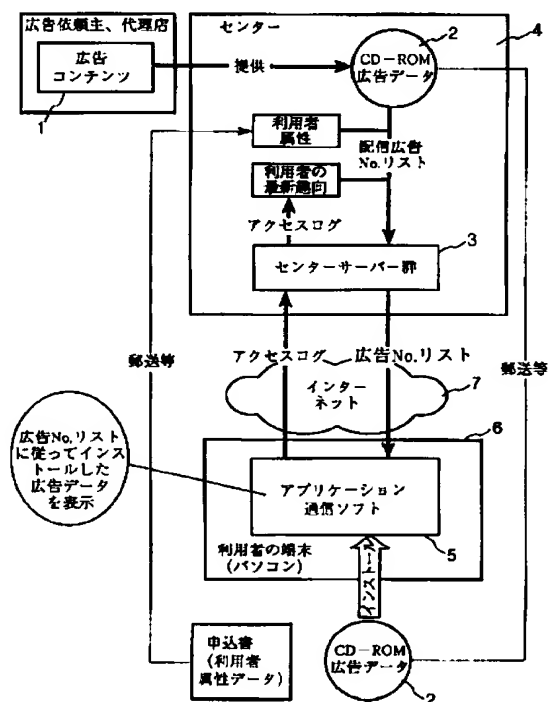 広告依頼主、代理店
広告
コンテンツ
1
センター
提供
2
CD-ROM
広告データ
4
利用者
属性
配信広告
No.リスト
利用者の
最新趣向
アクセスログ
3
センターサーバー群
郵送等
アクセスログ
広告No.リスト
郵送等
インター
ネット
7
6
広告No.リスト
に従ってインス
トールした
広告データ
を表示
アプリケーション
通信ソフト
利用者の端末
(パソコン)
5
インストール
申込書
(利用者
属性データ)
CD-ROM
広告データ
2